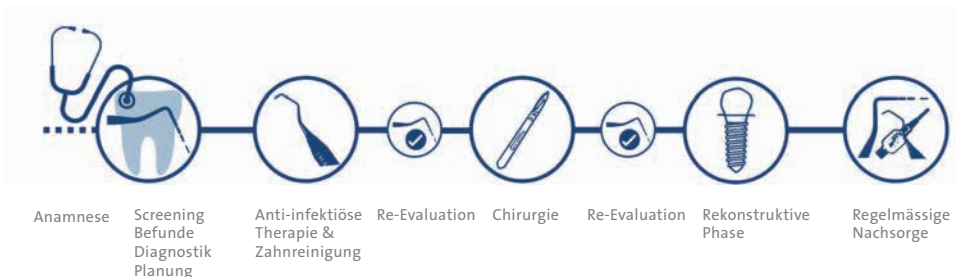 Anamnese
Screening
Befunde
Diagnostik
Planung
Anti-infektiöse
Therapie &
Zahnreinigung
Re-Evaluation
Chirurgie
Re-Evaluation
Rekonstruktive
Phase
Regelmässige
Nachsorge